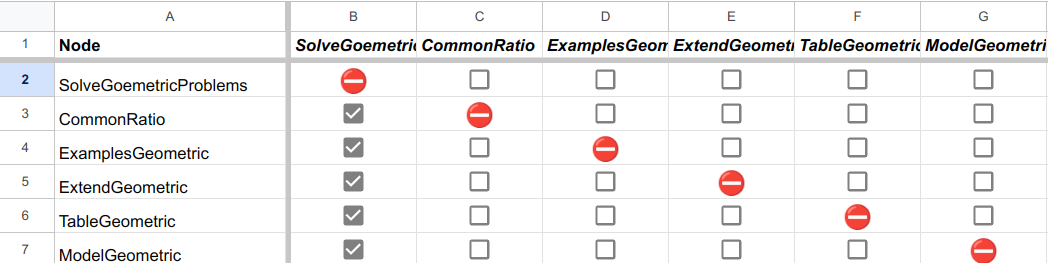 A B C D E F G
1 Node SolveGoemetric CommonRatio ExamplesGeom ExtendGeometr TableGeometric ModelGeometri
2 SolveGoemetricProblems
3 CommonRatio
4 ExamplesGeometric
5 ExtendGeometric
6 TableGeometric
7 ModelGeometric